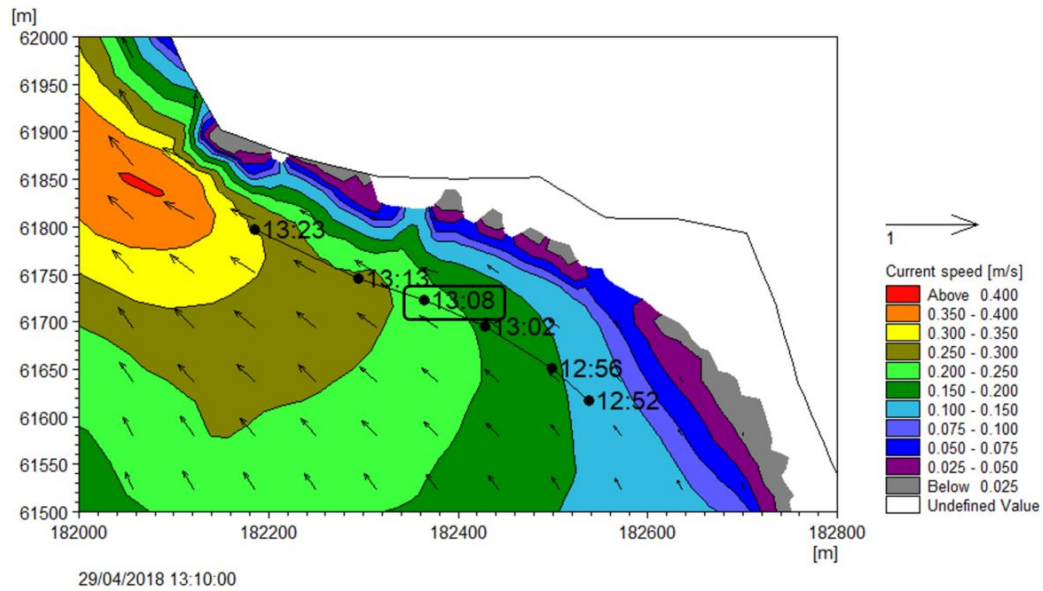 [m]
62000
61950
61900
61850
61800
61750
61700
61650
61600
61550
61500
182000
182200
182400
182600
182800
[m]
13:23
13:13
13:08
13:02
12:56
12:52
1
Current speed [m/s]
Above 0.400
0.350 - 0.400
0.300 - 0.350
0.250 - 0.300
0.200 - 0.250
0.150 - 0.200
0.100 - 0.150
0.075 - 0.100
0.050 - 0.075
0.025 - 0.050
Below 0.025
Undefined Value
29/04/2018 13:10:00